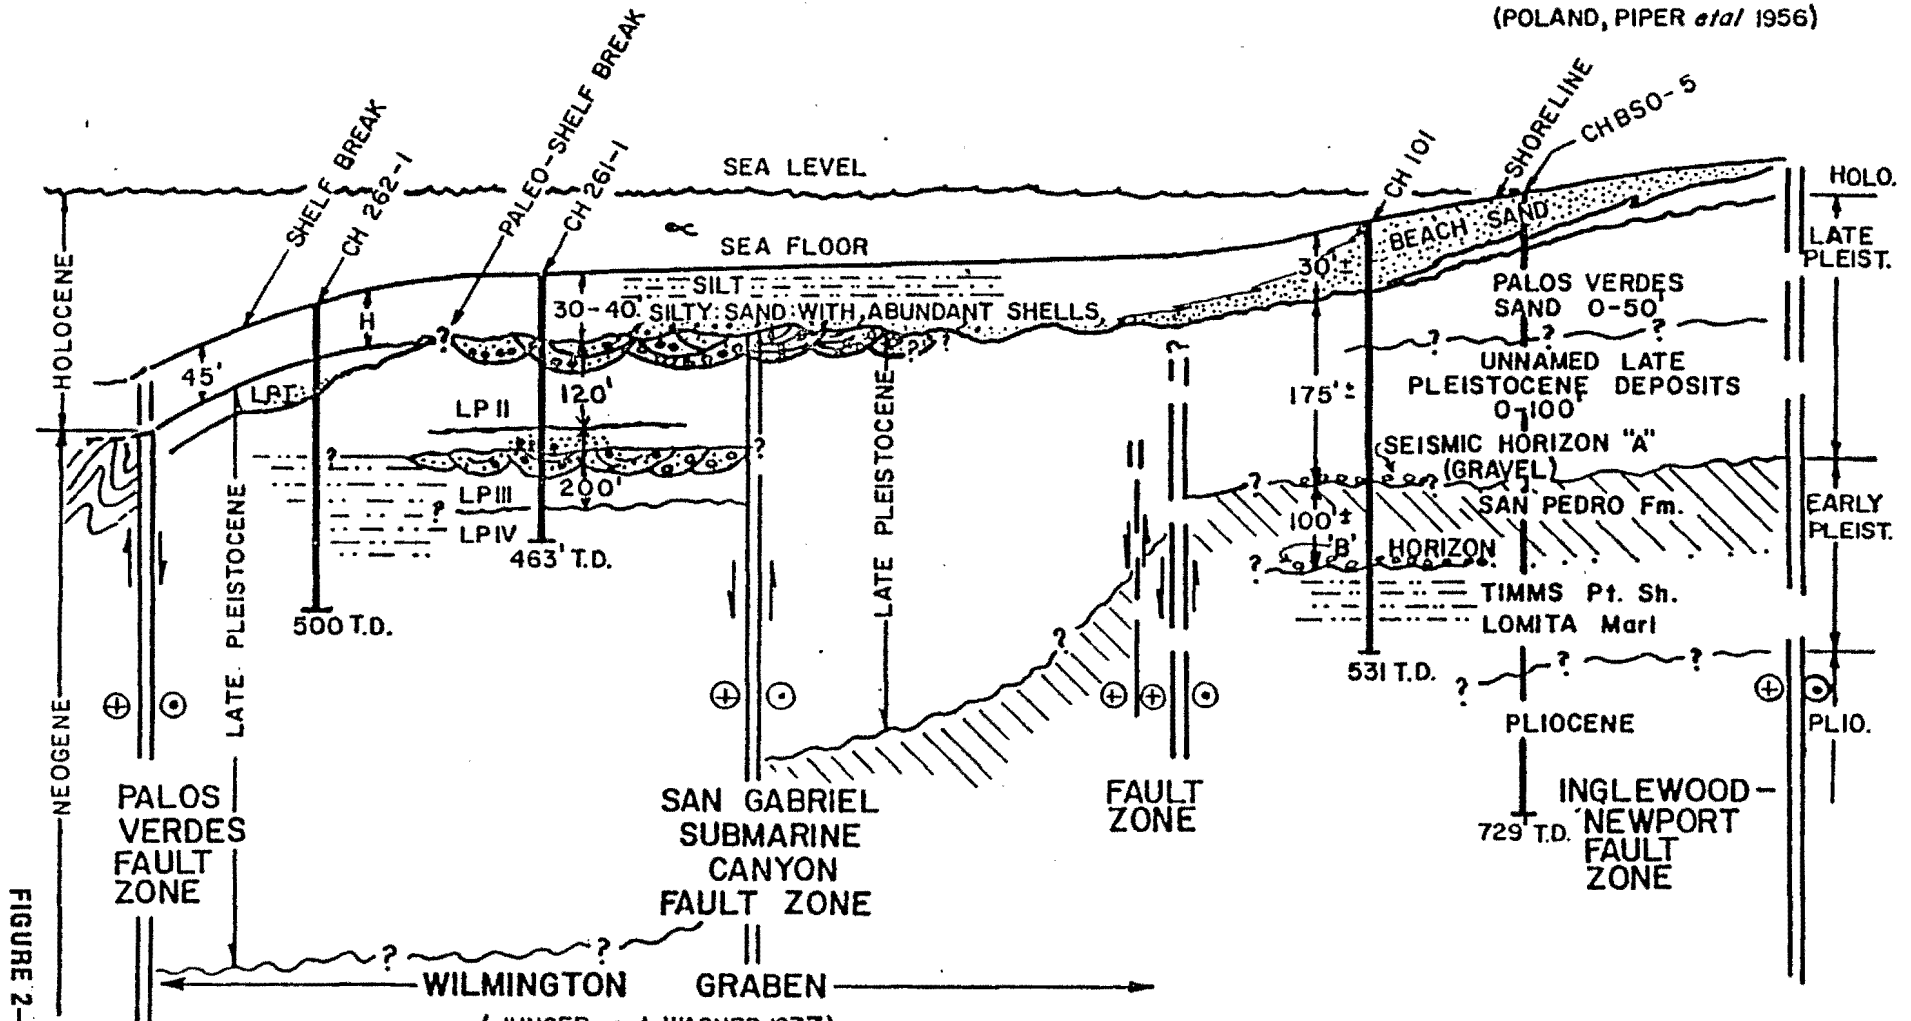 (POLAND, PIPER etal 1956)
SHELF BREAK
CH 262-1
PALEO-SHELF BREAK
CH 261-1
CH 101
SHORELINE
CH BSO-5
SEA LEVEL
SEA FLOOR
HOLO.
LATE
PLEIST.
EARLY
PLEIST.
PLIO.
HOLOCENE
NEOGENE
BEACH SAND
30'±
SILT
30-40'
SILTY SAND WITH ABUNDANT SHELLS
H
45'
LPI
?
120'
LP II
?
?
LP III
200'
?
LP IV
463' T.D.
500 T.D.
LATE PLEISTOCENE
LATE PLEISTOCENE
? ?
?
PALOS VERDES
SAND 0-50'
? ? ?
UNNAMED LATE
PLEISTOCENE DEPOSITS
0-100'
175'±
SEISMIC HORIZON "A"
(GRAVEL)
? ?
SAN PEDRO Fm.
100'±
'B' HORIZON
?
TIMMS Pt. Sh.
LOMITA Marl
531 T.D.
? ? ?
PLIOCENE
729' T.D.
?
PALOS
VERDES
FAULT
ZONE
SAN GABRIEL
SUBMARINE
CANYON
FAULT ZONE
FAULT
ZONE
INGLEWOOD-
NEWPORT
FAULT
ZONE
? ?
WILMINGTON GRABEN
FIGURE 2-